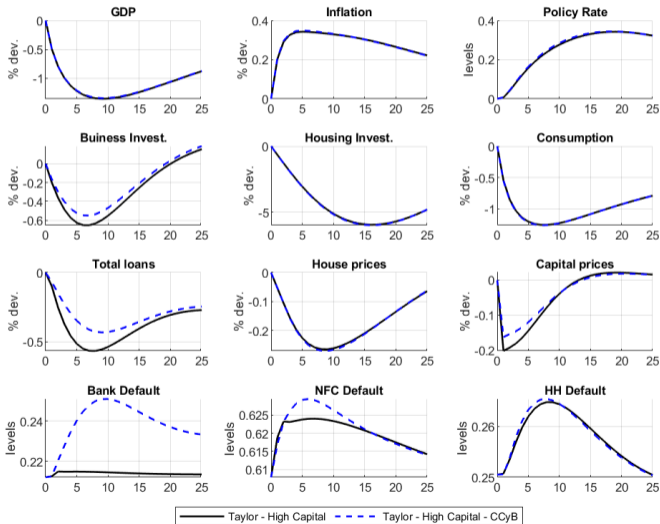 GDP
Inflation
Policy Rate
% dev.
0
-0.5
-1
0 5 10 15 20 25
% dev.
0.4
0.2
0
0 5 10 15 20 25
levels
0.4
0.2
0
0 5 10 15 20 25
Buiness Invest.
Housing Invest.
Consumption
% dev.
0
-0.2
-0.4
-0.6
0 5 10 15 20 25
% dev.
0
-5
0 5 10 15 20 25
% dev.
0
-1
0 5 10 15 20 25
Total loans
House prices
Capital prices
% dev.
0
-0.5
0 5 10 15 20 25
% dev.
0
-0.1
-0.2
0 5 10 15 20 25
% dev.
0
-0.1
-0.2
0 5 10 15 20 25
Bank Default
NFC Default
HH Default
levels
0.24
0.22
0 5 10 15 20 25
levels
0.625
0.62
0.615
0.61
0 5 10 15 20 25
levels
0.26
0.25
0 5 10 15 20 25
Taylor - High Capital
Taylor - High Capital - CCyB